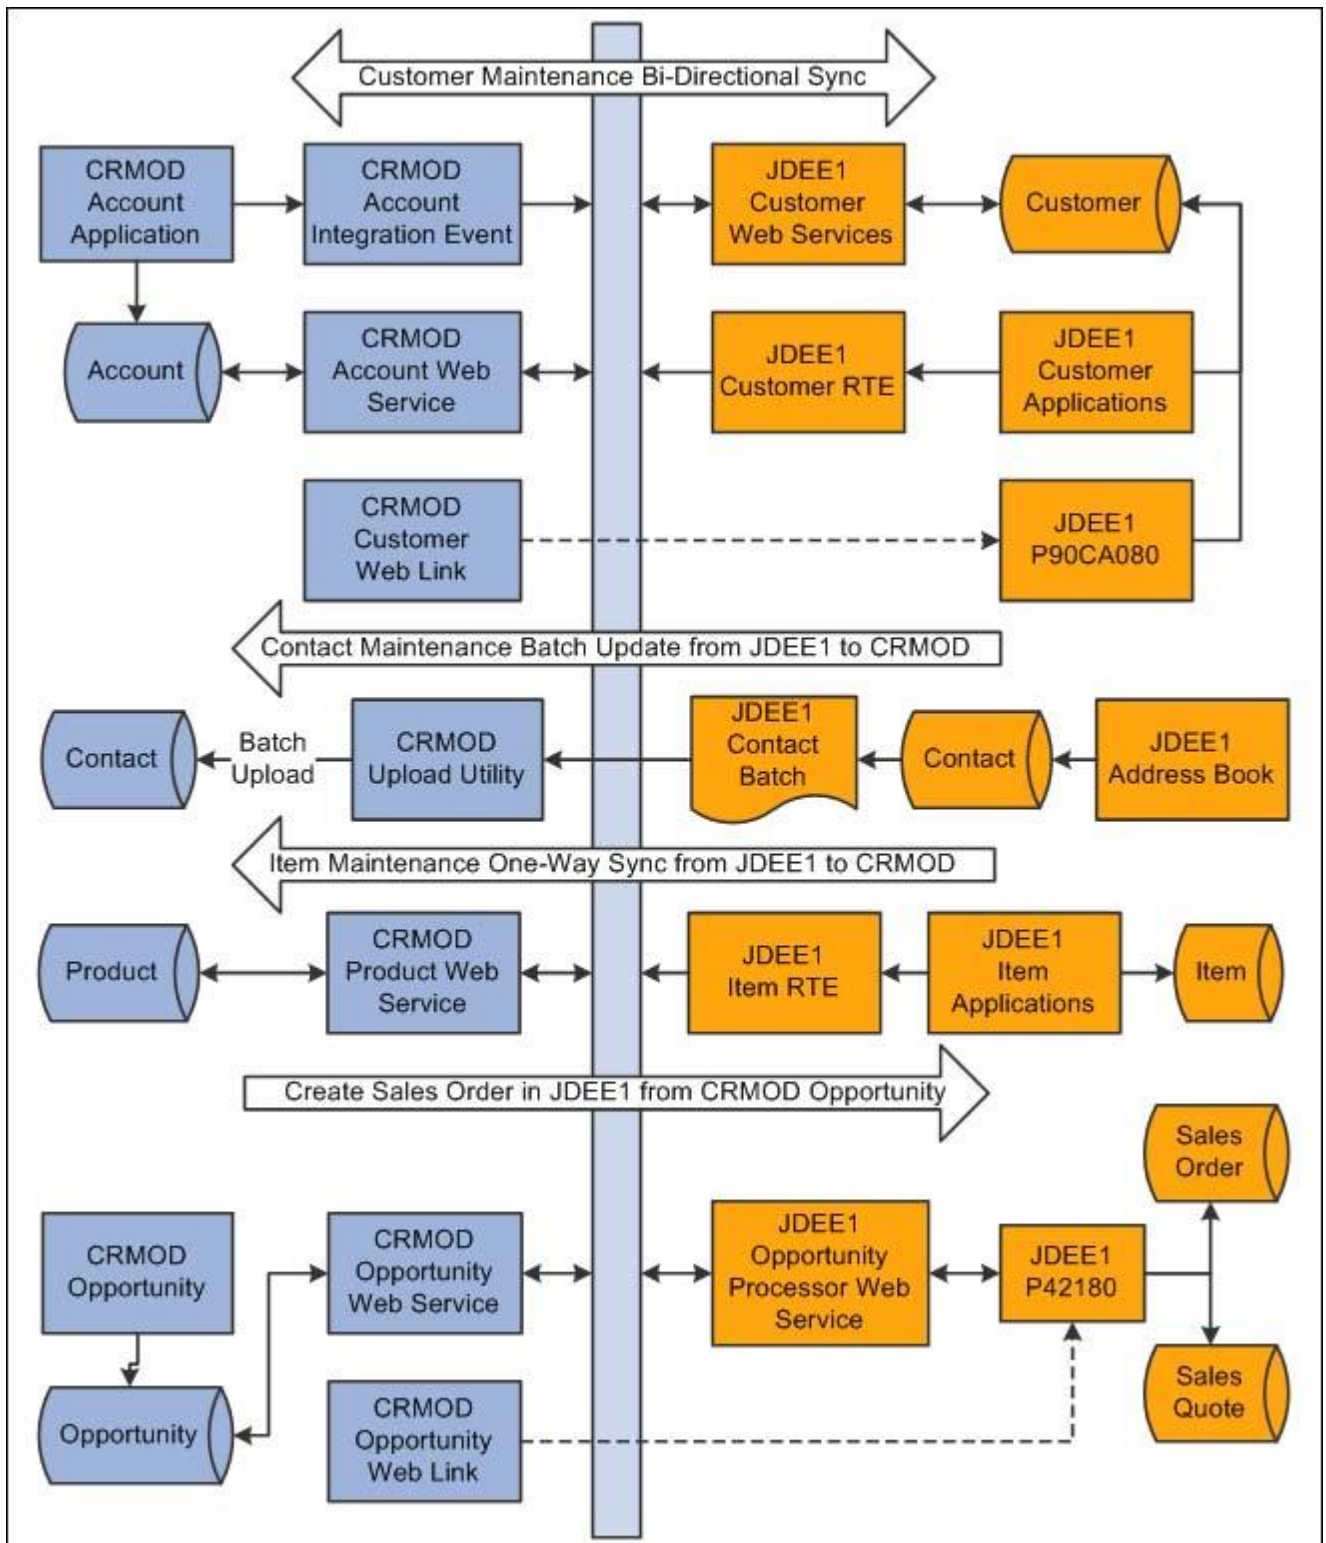 Customer Maintenance Bi-Directional Sync
CRMOD
Account
Application
CRMOD
Account
Integration Event
JDEE1
Customer
Web Services
Customer
Account
CRMOD
Account Web
Service
JDEE1
Customer RTE
JDEE1
Customer
Applications
CRMOD
Customer
Web Link
JDEE1
P90CA080
Contact Maintenance Batch Update from JDEE1 to CRMOD
Contact
Batch
Upload
CRMOD
Upload Utility
JDEE1
Contact
Batch
Contact
JDEE1
Address Book
Item Maintenance One-Way Sync from JDEE1 to CRMOD
Product
CRMOD
Product Web
Service
JDEE1
Item RTE
JDEE1
Item
Applications
Item
Create Sales Order in JDEE1 from CRMOD Opportunity
Sales
Order
CRMOD
Opportunity
CRMOD
Opportunity
Web Service
JDEE1
Opportunity
Processor Web
Service
JDEE1
P42180
Sales
Quote
Opportunity
CRMOD
Opportunity
Web Link